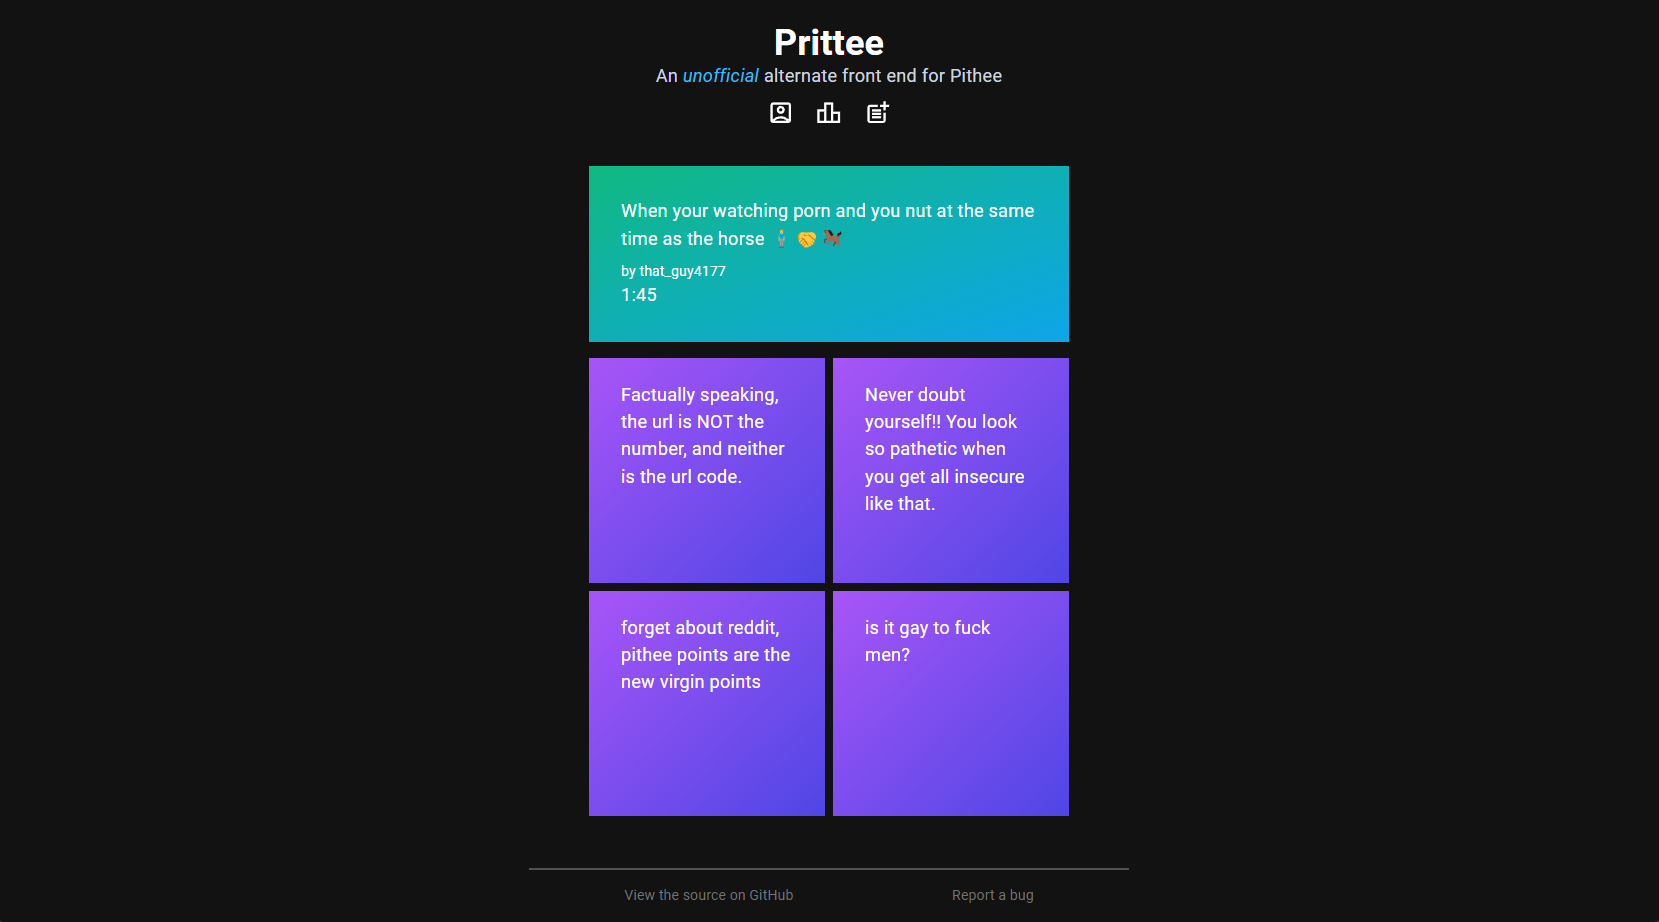 Prittee
An unofficial alternate front end for Pithee
When your watching porn and you nut at the same
time as the horse 🕯️ 🤝 🐎
by that_guy4177
1:45
Factually speaking,
the url is NOT the
number, and neither
is the url code.
Never doubt
yourself!! You look
so pathetic when
you get all insecure
like that.
forget about reddit,
pithee points are the
new virgin points
is it gay to fuck
men?
View the source on GitHub
Report a bug